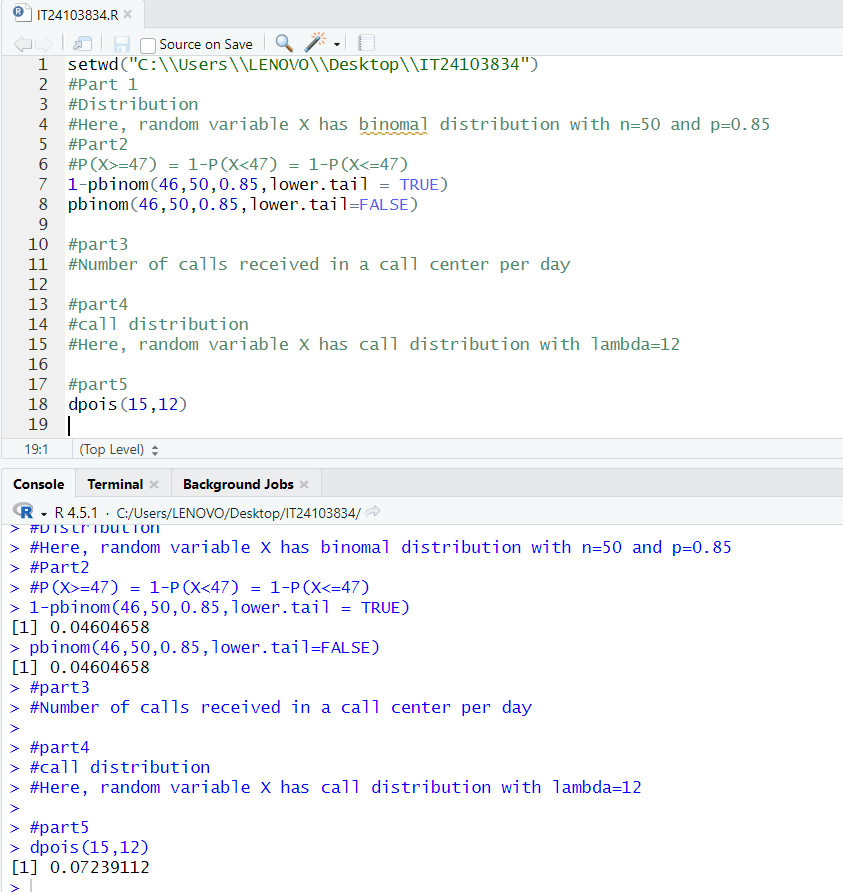 IT24103834.R
Source on Save
1 setwd("C:\\Users\\LENOVO\\Desktop\\IT24103834")
2 #Part 1
3 #Distribution
4 #Here, random variable X has binomal distribution with n=50 and p=0.85
5 #Part2
6 #P(X>=47) = 1-P(X<47) = 1-P(X<=47)
7 1-pbinom(46,50,0.85,lower.tail = TRUE)
8 pbinom(46,50,0.85,lower.tail=FALSE)
9
10 #part3
11 #Number of calls received in a call center per day
12
13 #part4
14 #call distribution
15 #Here, random variable X has call distribution with lambda=12
16
17 #part5
18 dpois(15,12)
19
19:1 (Top Level)
Console Terminal Background Jobs
R R 4.5.1 · C:/Users/LENOVO/Desktop/IT24103834/
> #Distribution
> #Here, random variable X has binomal distribution with n=50 and p=0.85
> #Part2
> #P(X>=47) = 1-P(X<47) = 1-P(X<=47)
> 1-pbinom(46,50,0.85,lower.tail = TRUE)
[1] 0.04604658
> pbinom(46,50,0.85,lower.tail=FALSE)
[1] 0.04604658
> #part3
> #Number of calls received in a call center per day
>
> #part4
> #call distribution
> #Here, random variable X has call distribution with lambda=12
>
> #part5
> dpois(15,12)
[1] 0.07239112
>